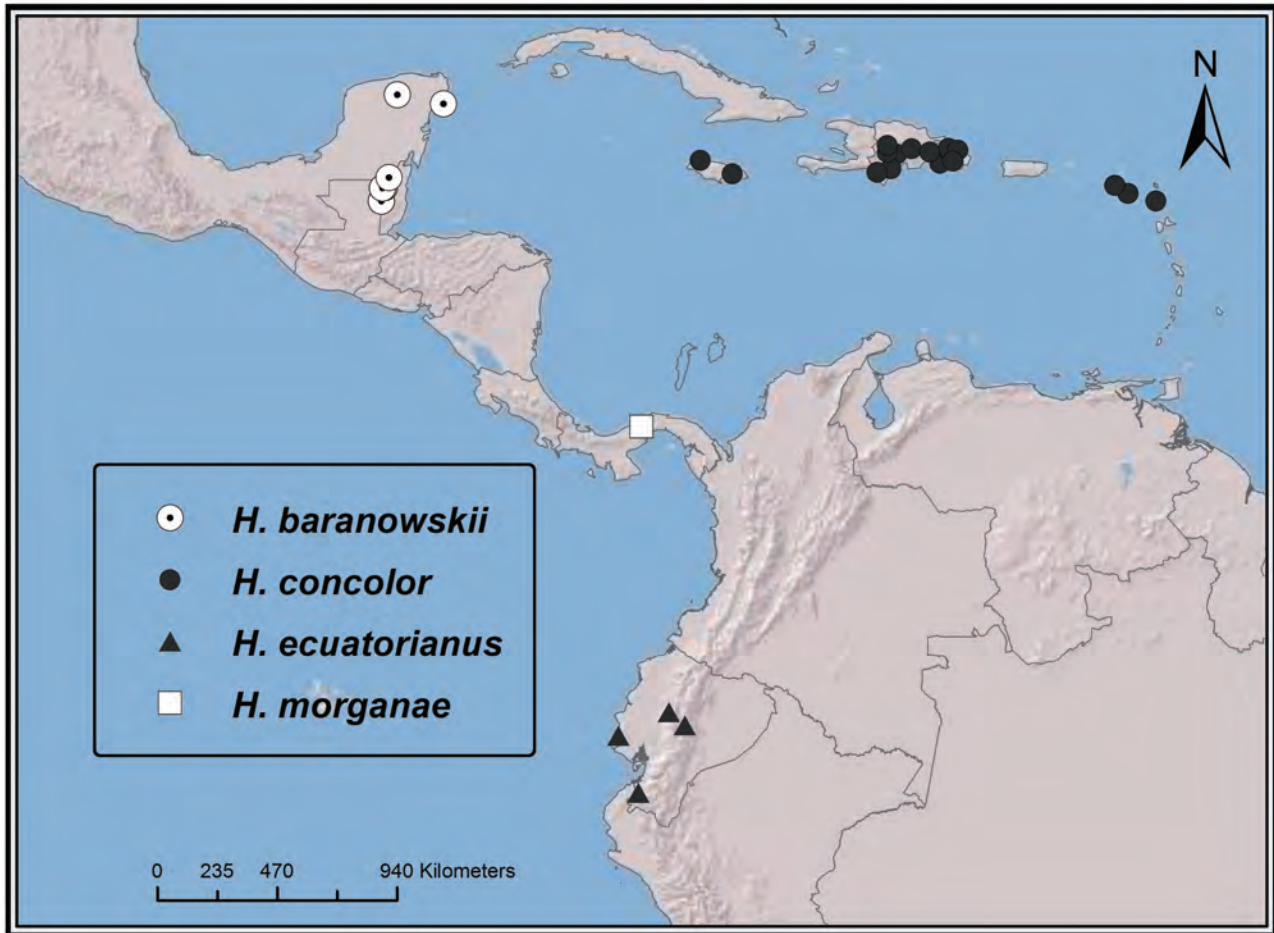 N
H. baranowskii
H. concolor
H. ecuatorianus
H. morganae
0 235 470 940 Kilometers